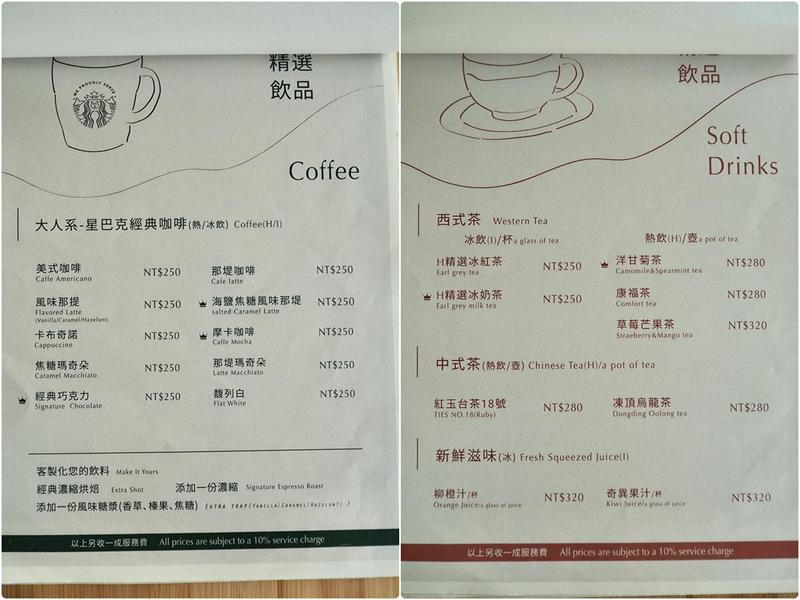 精選
飲品
WE PROUDLY SERVE
Coffee
大人系-星巴克經典咖啡(熱/冰飲) Coffee(H/I)
美式咖啡 NT$250
Caffe Americano
風味那提 NT$250
Flavored Latte
(Vanilla/Caramel/Hazelunt)
卡布奇諾 NT$250
Cappuccino
焦糖瑪奇朵 NT$250
Caramel Macchiato
經典巧克力 NT$250
Signature Chocolate
那堤咖啡 NT$250
Cafe latte
海鹽焦糖風味那堤 NT$250
salted Caramel Latte
摩卡咖啡 NT$250
Caffe Mocha
那堤瑪奇朵 NT$250
Latte Macchiato
馥列白 NT$250
Flat White
客製化您的飲料 Make It Yours
經典濃縮烘焙 Extra Shot 添加一份濃縮 Signature Espresso Roast
添加一份風味糖漿(香草、榛果、焦糖) EXTRA TRAP(VANILLA/CARAMEL/HAZELUNT)
以上另收一成服務費 All prices are subject to a 10% service charge
飲品
Soft
Drinks
西式茶 Western Tea
冰飲(I)/杯a glass of tea
H精選冰紅茶 NT$250
Earl grey tea
H精選冰奶茶 NT$250
Earl grey milk tea
熱飲(H)/壺a pot of tea
洋甘菊茶 NT$280
Camomile&Spearmint tea
康福茶 NT$280
Comfort tea
草莓芒果茶 NT$320
Straeberry&Mango tea
中式茶(熱飲/壺) Chinese Tea(H)/a pot of tea
紅玉台茶18號 NT$280
TIES NO.18(Ruby)
凍頂烏龍茶 NT$280
Dongding Oolong tea
新鮮滋味(冰) Fresh Squeezed Juice(I)
柳橙汁/杯 NT$320
Orange Juice/a glass of juice
奇異果汁/杯 NT$320
Kiwi Juice/a glass of juice
以上另收一成服務費 All prices are subject to a 10% service charge